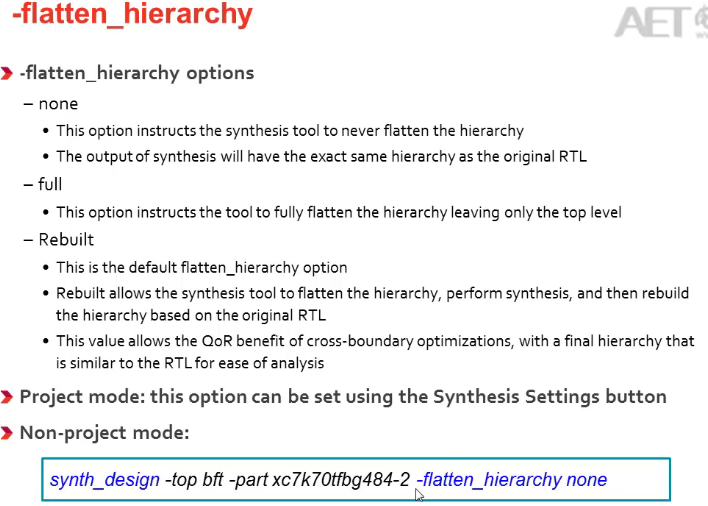 -flatten_hierarchy
AET
-flatten_hierarchy options
– none
• This option instructs the synthesis tool to never flatten the hierarchy
• The output of synthesis will have the exact same hierarchy as the original RTL
– full
• This option instructs the tool to fully flatten the hierarchy leaving only the top level
– Rebuilt
• This is the default flatten_hierarchy option
• Rebuilt allows the synthesis tool to flatten the hierarchy, perform synthesis, and then rebuild
the hierarchy based on the original RTL
• This value allows the QoR benefit of cross-boundary optimizations, with a final hierarchy that
is similar to the RTL for ease of analysis
Project mode: this option can be set using the Synthesis Settings button
Non-project mode:
synth_design -top bft -part xc7k70tfbg484-2 -flatten_hierarchy none